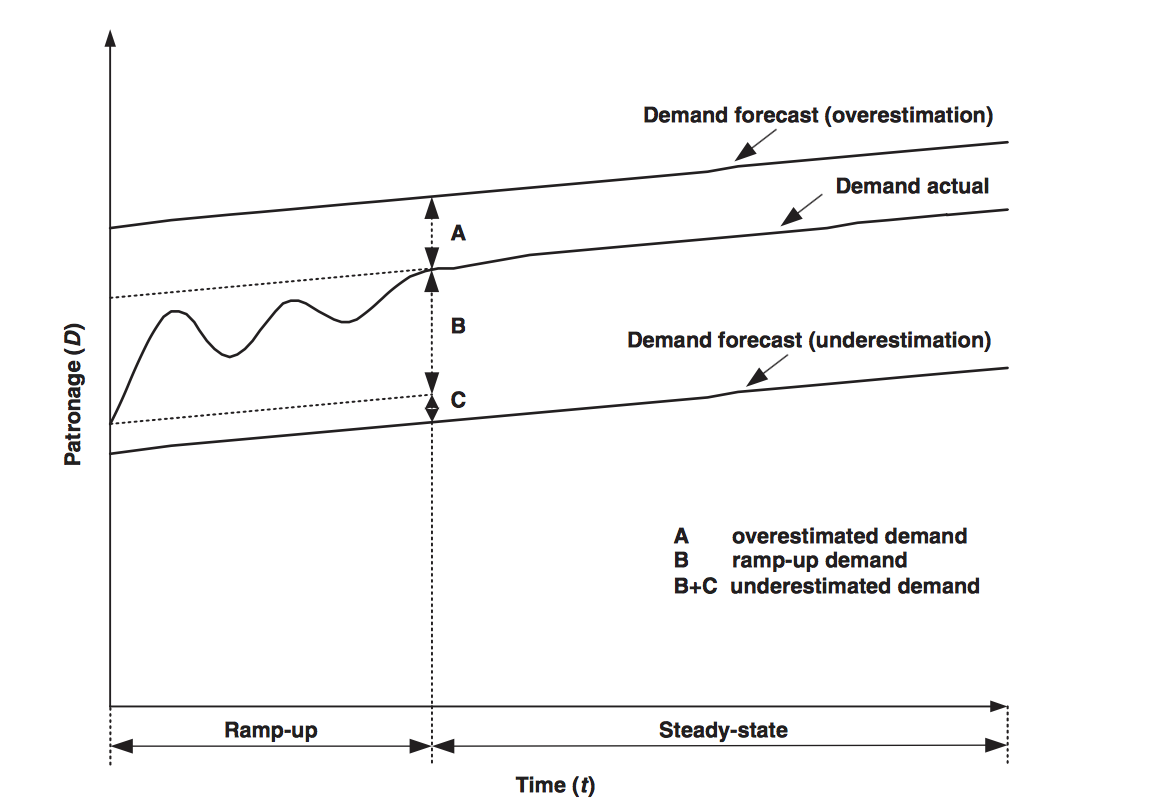 Demand forecast (overestimation)
Demand actual
A
B
Demand forecast (underestimation)
C
Patronage (D)
A overestimated demand
B ramp-up demand
B+C underestimated demand
Ramp-up
Steady-state
Time (t)